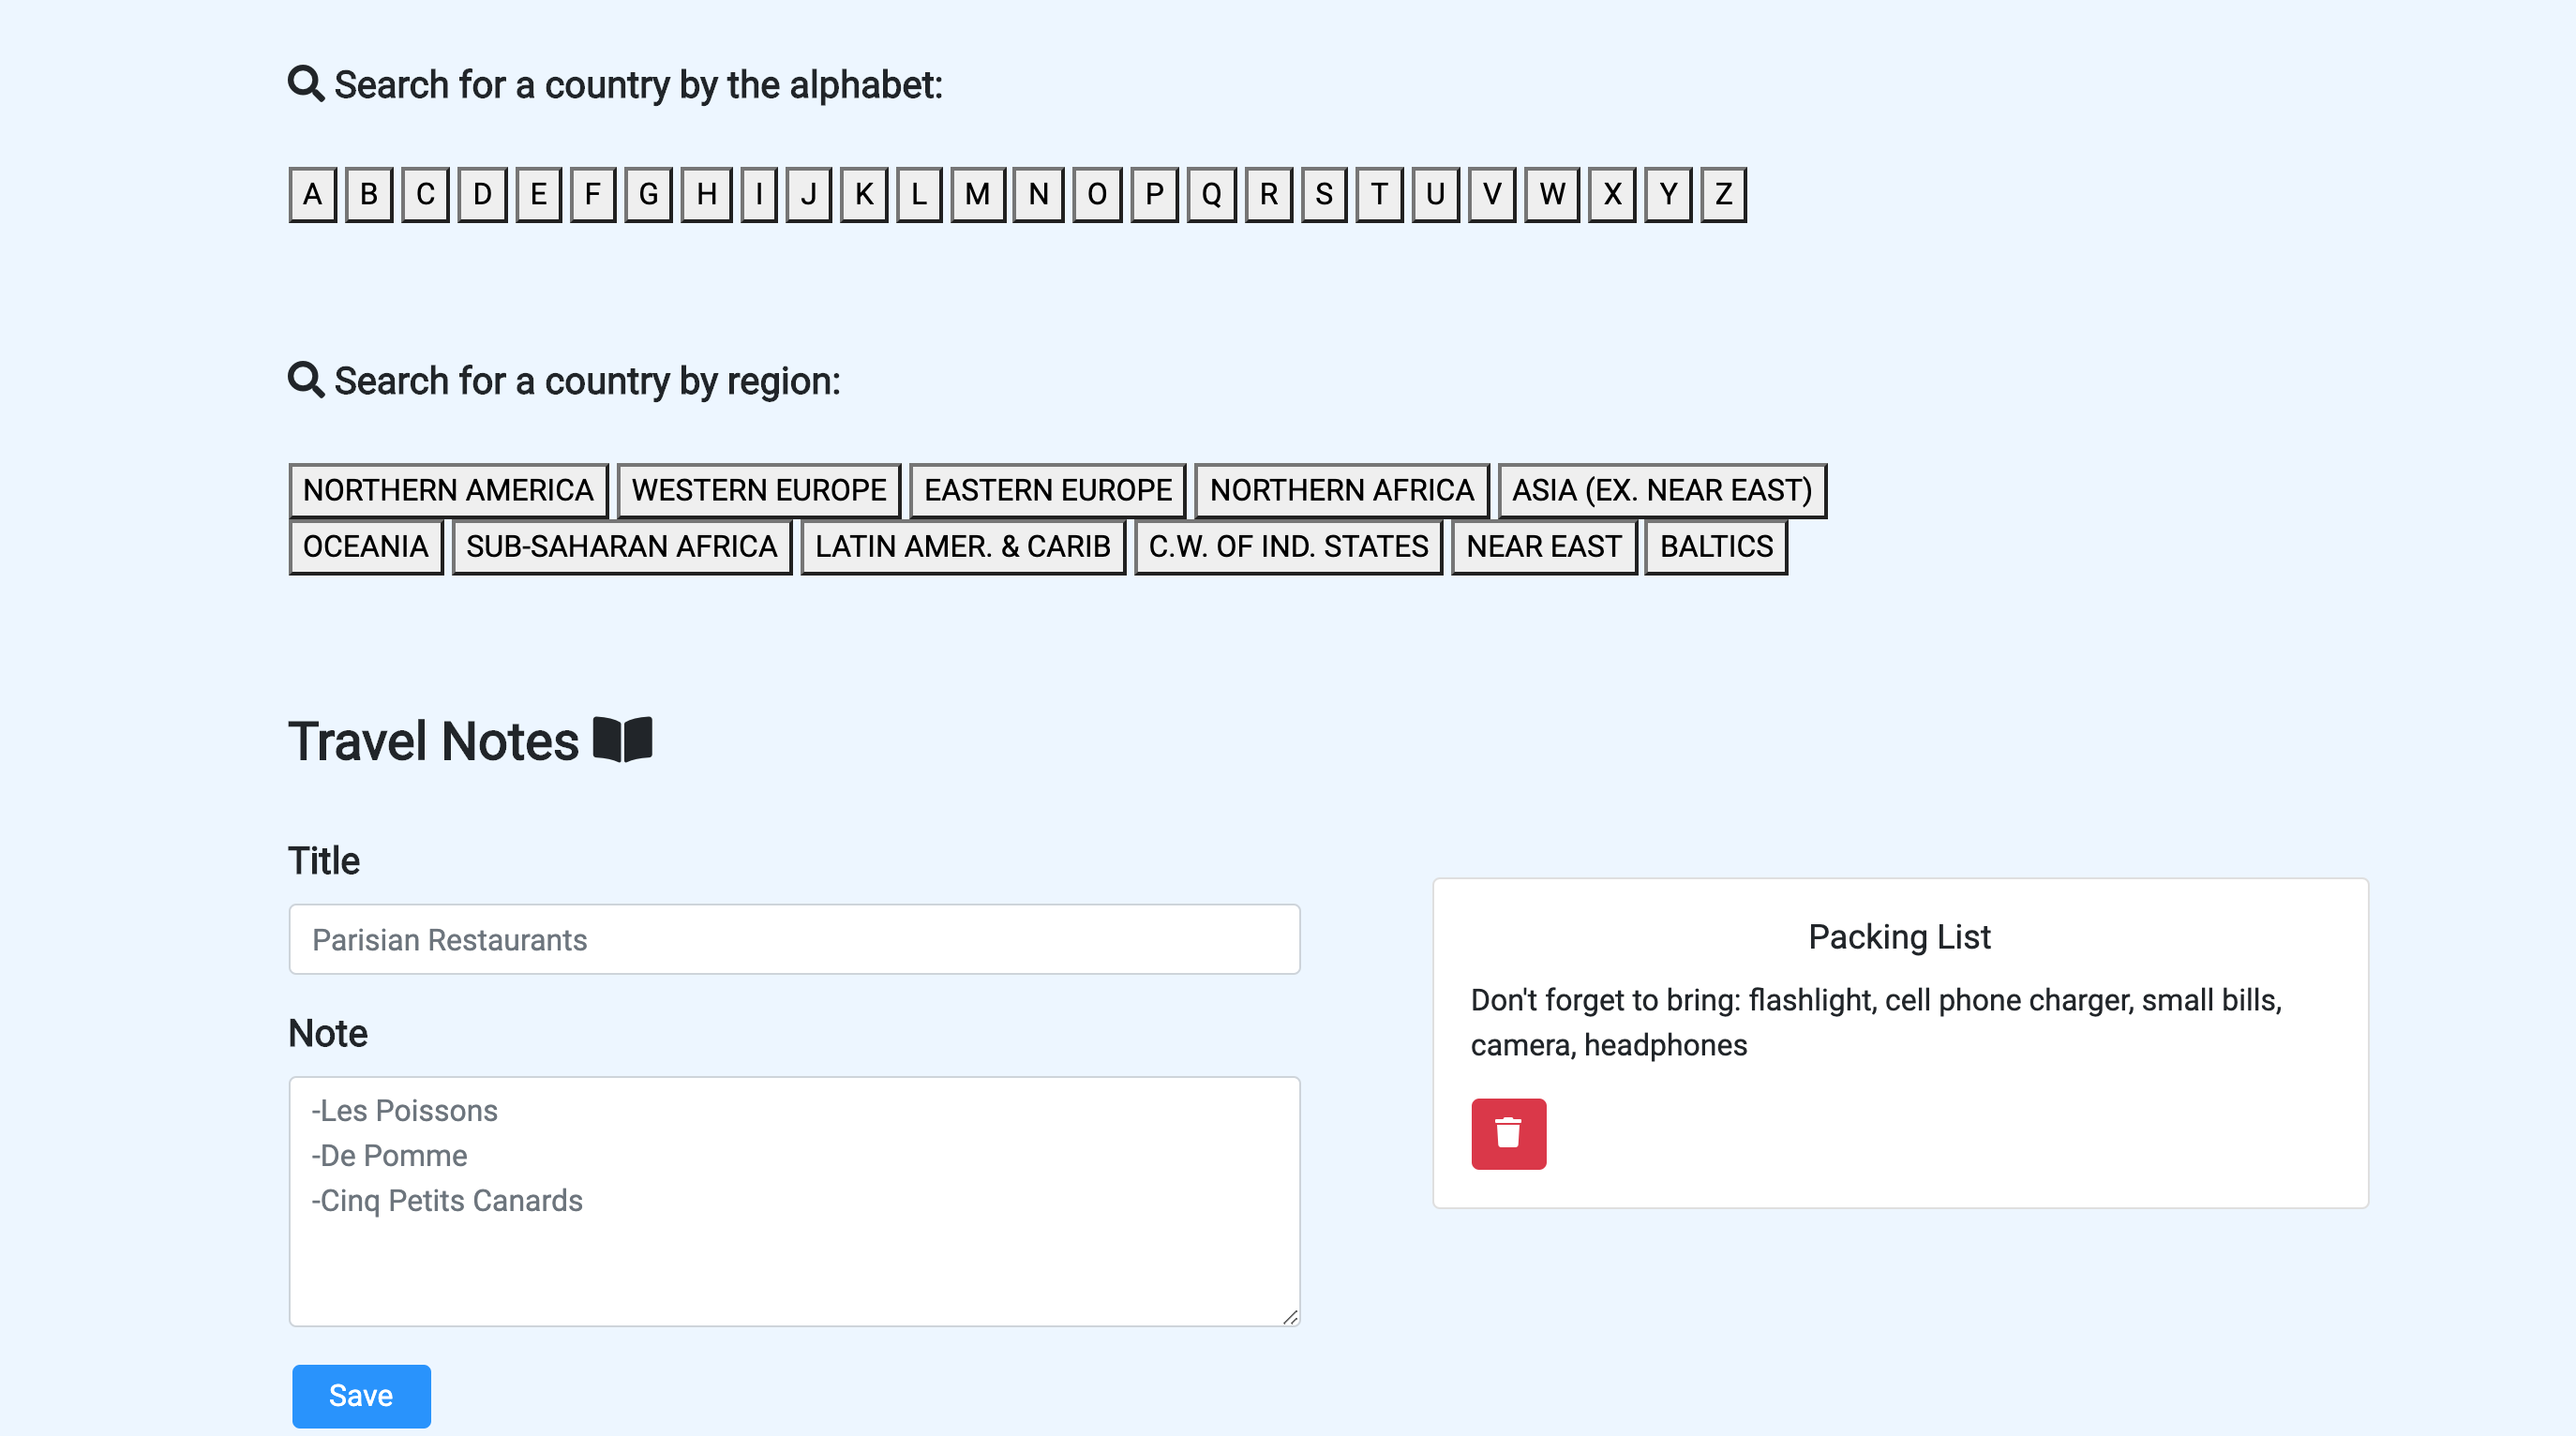 Search for a country by the alphabet:
A B C D E F G H I J K L M N O P Q R S T U V W X Y Z
Search for a country by region:
NORTHERN AMERICA WESTERN EUROPE EASTERN EUROPE NORTHERN AFRICA ASIA (EX. NEAR EAST)
OCEANIA SUB-SAHARAN AFRICA LATIN AMER. & CARIB C.W. OF IND. STATES NEAR EAST BALTICS
Travel Notes
Title
Parisian Restaurants
Note
-Les Poissons
-De Pomme
-Cinq Petits Canards
Save
Packing List
Don't forget to bring: flashlight, cell phone charger, small bills,
camera, headphones